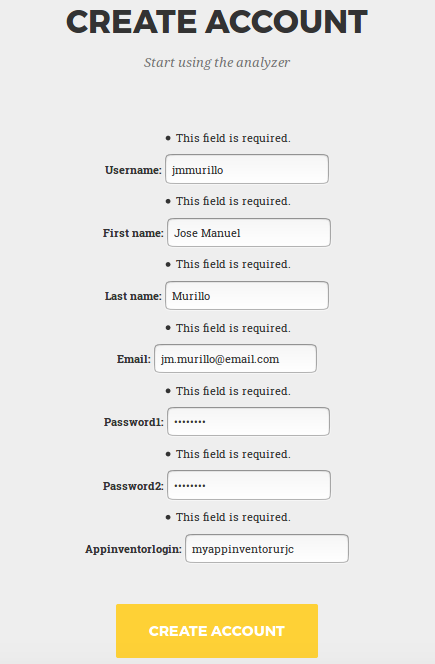 CREATE ACCOUNT
Start using the analyzer
• This field is required.
Username: jmmurillo
• This field is required.
First name: Jose Manuel
• This field is required.
Last name: Murillo
• This field is required.
Email: jm.murillo@email.com
• This field is required.
Password1: ••••••••
• This field is required.
Password2: ••••••••
• This field is required.
Appinventorlogin: myappinventorurjc
CREATE ACCOUNT